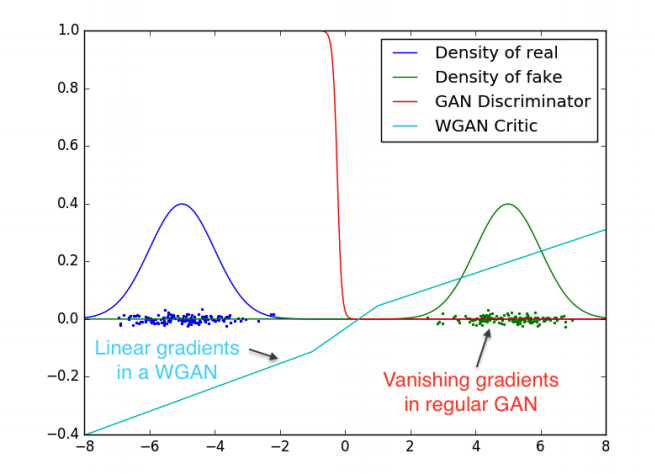 1.0
0.8
0.6
0.4
0.2
0.0
−0.2
−0.4
−8
−6
−4
−2
0
2
4
6
8
Density of real
Density of fake
GAN Discriminator
WGAN Critic
Linear gradients
in a WGAN
Vanishing gradients
in regular GAN